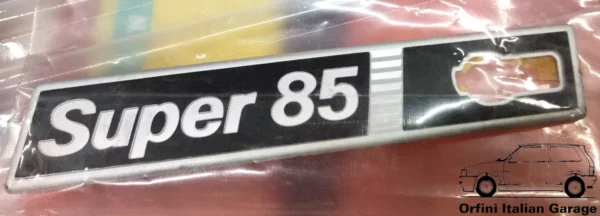 Super 85
Orfini Italian Garage